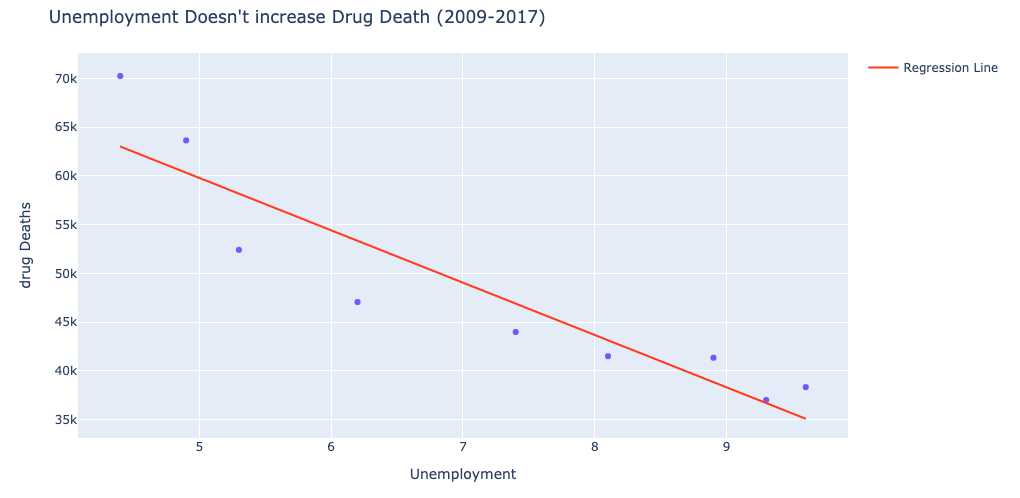 Unemployment Doesn't increase Drug Death (2009-2017)
Regression Line
70k
65k
60k
55k
50k
45k
40k
35k
drug Deaths
5 6 7 8 9
Unemployment